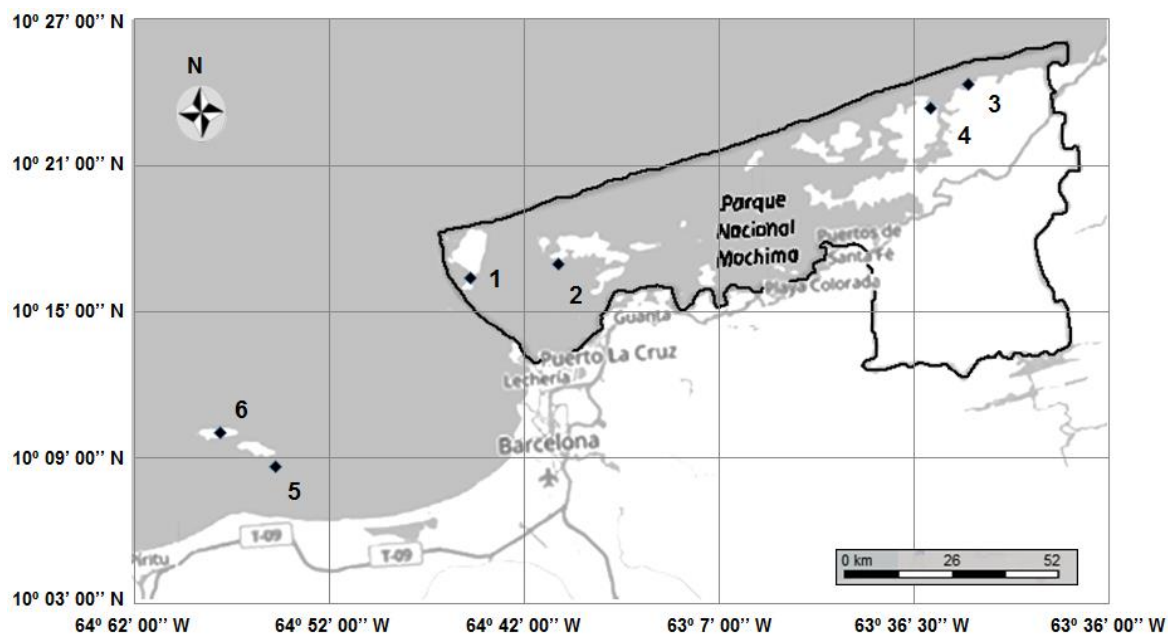 10º 27' 00'' N
N
3
4
10º 21' 00'' N
Parque
Nacional
Mochima
Puertos de
Santa Fé
1
2
Playa Colorada
10º 15' 00'' N
Guanta
Puerto La Cruz
Lechería
6
Barcelona
10º 09' 00'' N
5
T-09
T-09
Píritu
0 km 26 52
10º 03' 00'' N
64º 62' 00'' W 64º 52' 00'' W 64º 42' 00'' W 63º 7' 00'' W 63º 36' 30'' W 63º 36' 00'' W